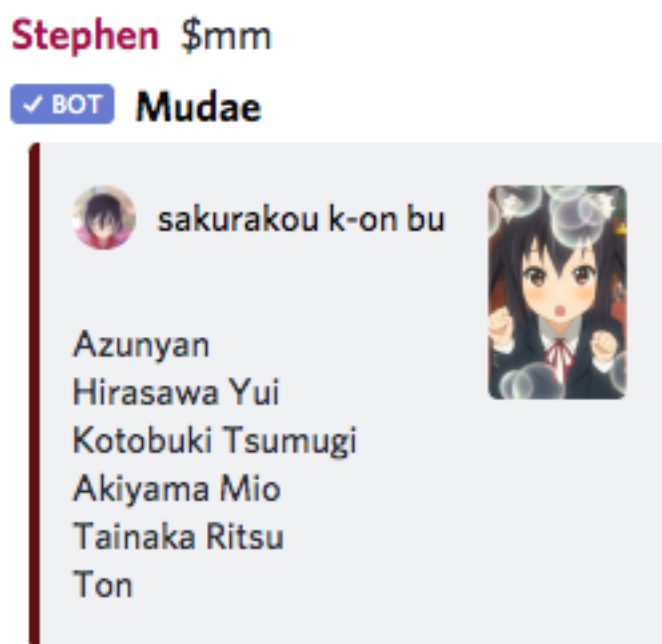 Stephen $mm
✓ BOT Mudae
sakurakou k-on bu
Azunyan
Hirasawa Yui
Kotobuki Tsumugi
Akiyama Mio
Tainaka Ritsu
Ton